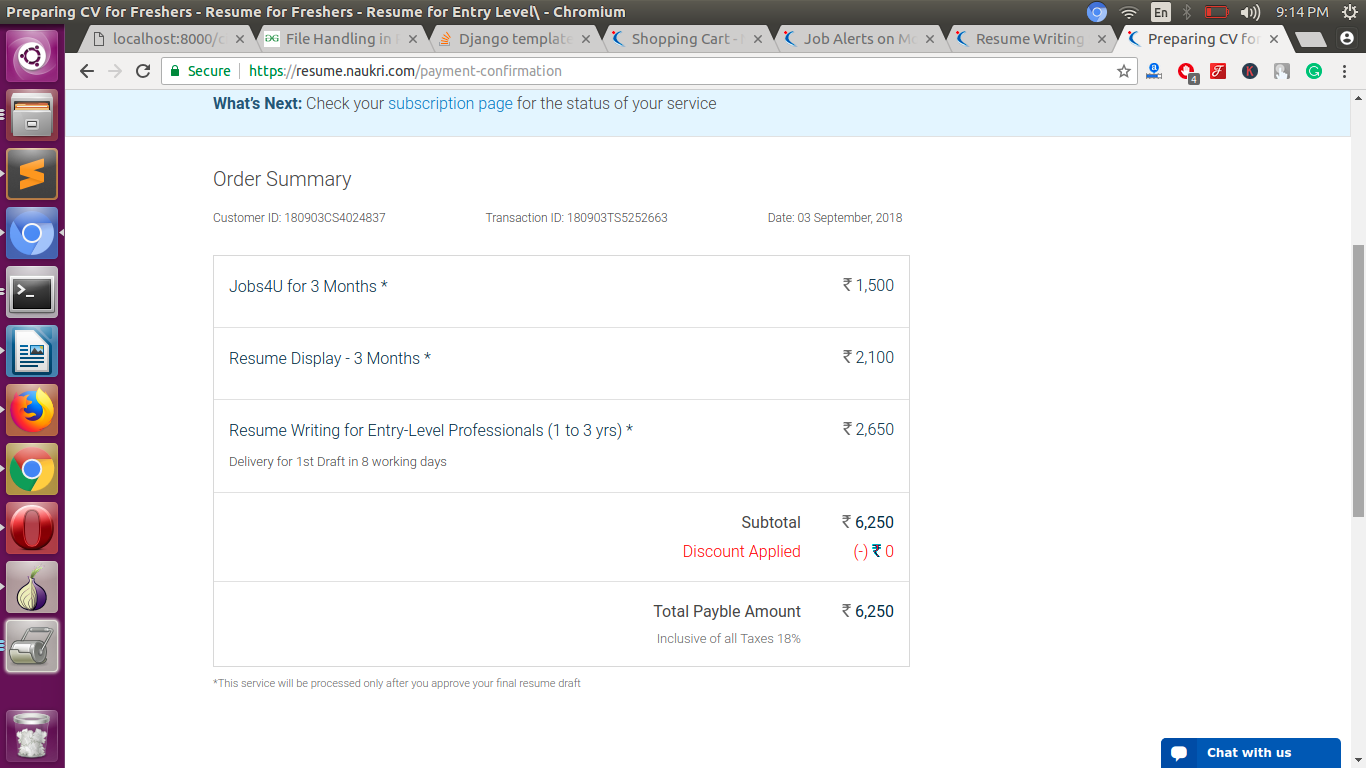 Preparing CV for Freshers - Resume for Freshers - Resume for Entry Level\ - Chromium
En
9:14 PM
localhost:8000/
File Handling in
Django template
Shopping Cart -
Job Alerts on
Resume Writing
Preparing CV for
Secure
https://resume.naukri.com/payment-confirmation
4
What's Next: Check your subscription page for the status of your service
Order Summary
Customer ID: 180903CS4024837 Transaction ID: 180903TS5252663 Date: 03 September, 2018
Jobs4U for 3 Months * ₹ 1,500
Resume Display - 3 Months * ₹ 2,100
Resume Writing for Entry-Level Professionals (1 to 3 yrs) * ₹ 2,650
Delivery for 1st Draft in 8 working days
Subtotal ₹ 6,250
Discount Applied (-) ₹ 0
Total Payble Amount ₹ 6,250
Inclusive of all Taxes 18%
*This service will be processed only after you approve your final resume draft
Chat with us